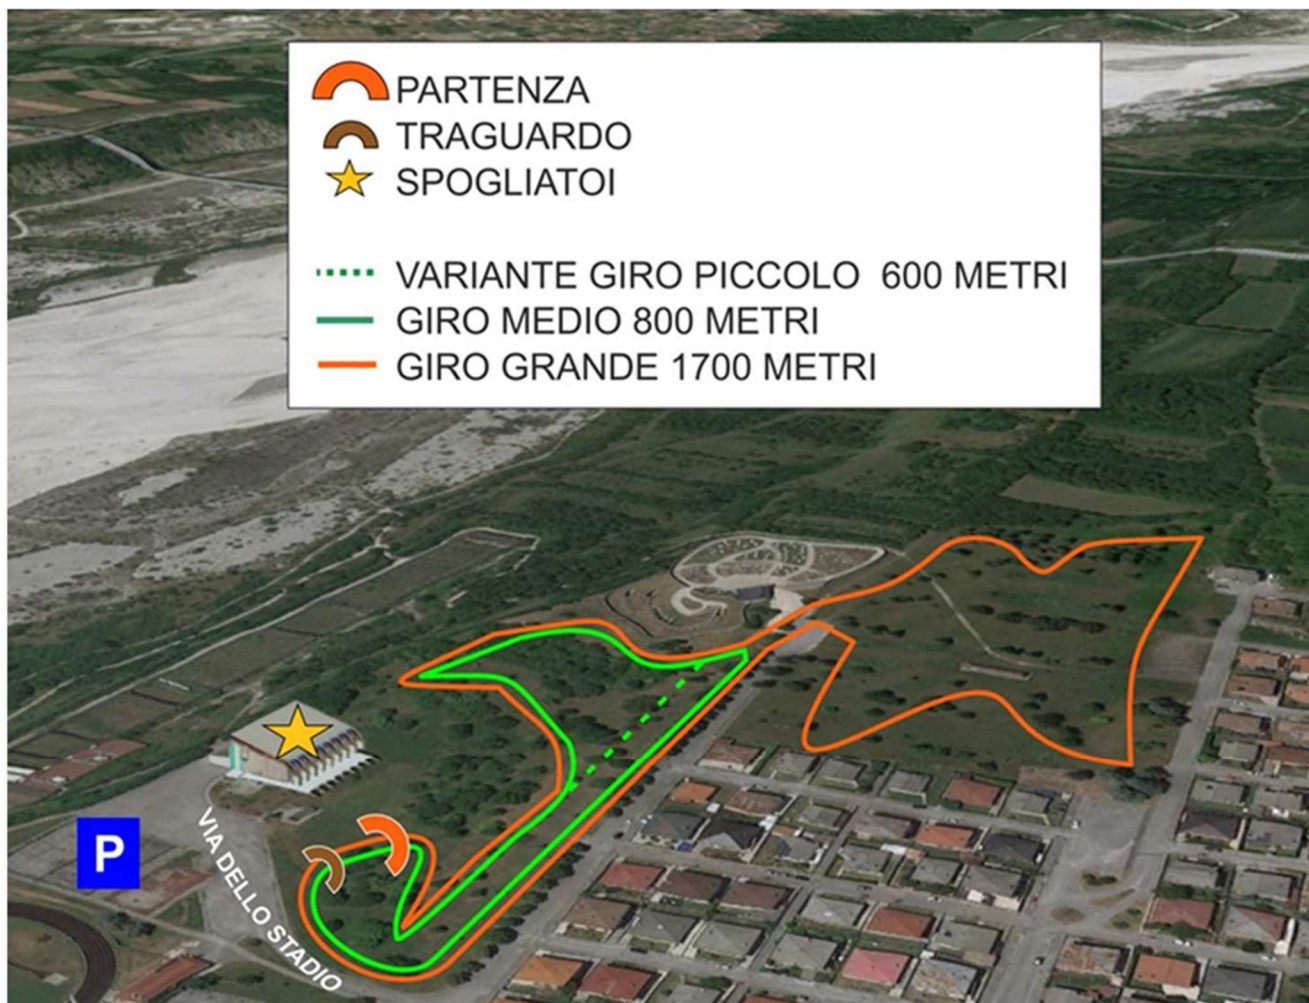 PARTENZA
TRAGUARDO
SPOGLIATOI
VARIANTE GIRO PICCOLO 600 METRI
GIRO MEDIO 800 METRI
GIRO GRANDE 1700 METRI
P
VIA DELLO STADIO